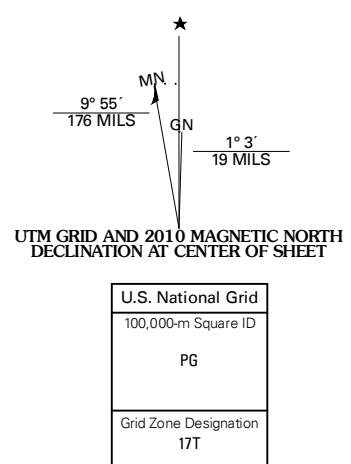 MN
9° 55´
176 MILS
GN
1° 3´
19 MILS
UTM GRID AND 2010 MAGNETIC NORTH
DECLINATION AT CENTER OF SHEET
U.S. National Grid
100,000-m Square ID
PG
Grid Zone Designation
17T